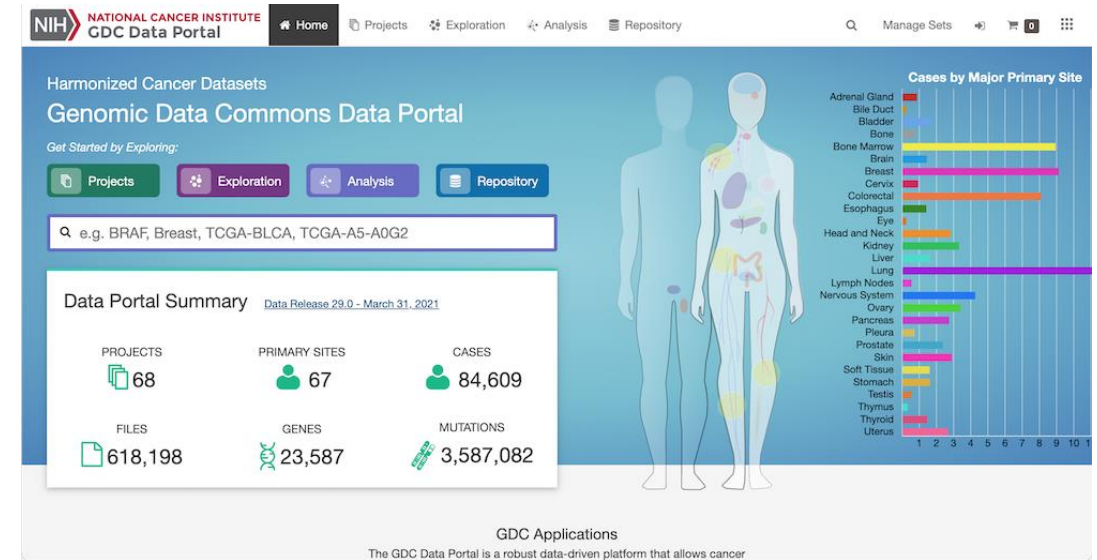 NIH NATIONAL CANCER INSTITUTE
GDC Data Portal
Home Projects Exploration Analysis Repository Manage Sets 0
Harmonized Cancer Datasets
Genomic Data Commons Data Portal
Get Started by Exploring:
Projects Exploration Analysis Repository
e.g. BRAF, Breast, TCGA-BLCA, TCGA-A5-A0G2
Data Portal Summary Data Release 29.0 - March 31, 2021
PROJECTS PRIMARY SITES CASES
68 67 84,609
FILES GENES MUTATIONS
618,198 23,587 3,587,082
Cases by Major Primary Site
Adrenal Gland
Bile Duct
Bladder
Bone
Bone Marrow
Brain
Breast
Cervix
Colorectal
Esophagus
Eye
Head and Neck
Kidney
Liver
Lung
Lymph Nodes
Nervous System
Ovary
Pancreas
Pleura
Prostate
Skin
Soft Tissue
Stomach
Testis
Thymus
Thyroid
Uterus
1 2 3 4 5 6 7 8 9 10
GDC Applications
The GDC Data Portal is a robust data-driven platform that allows cancer